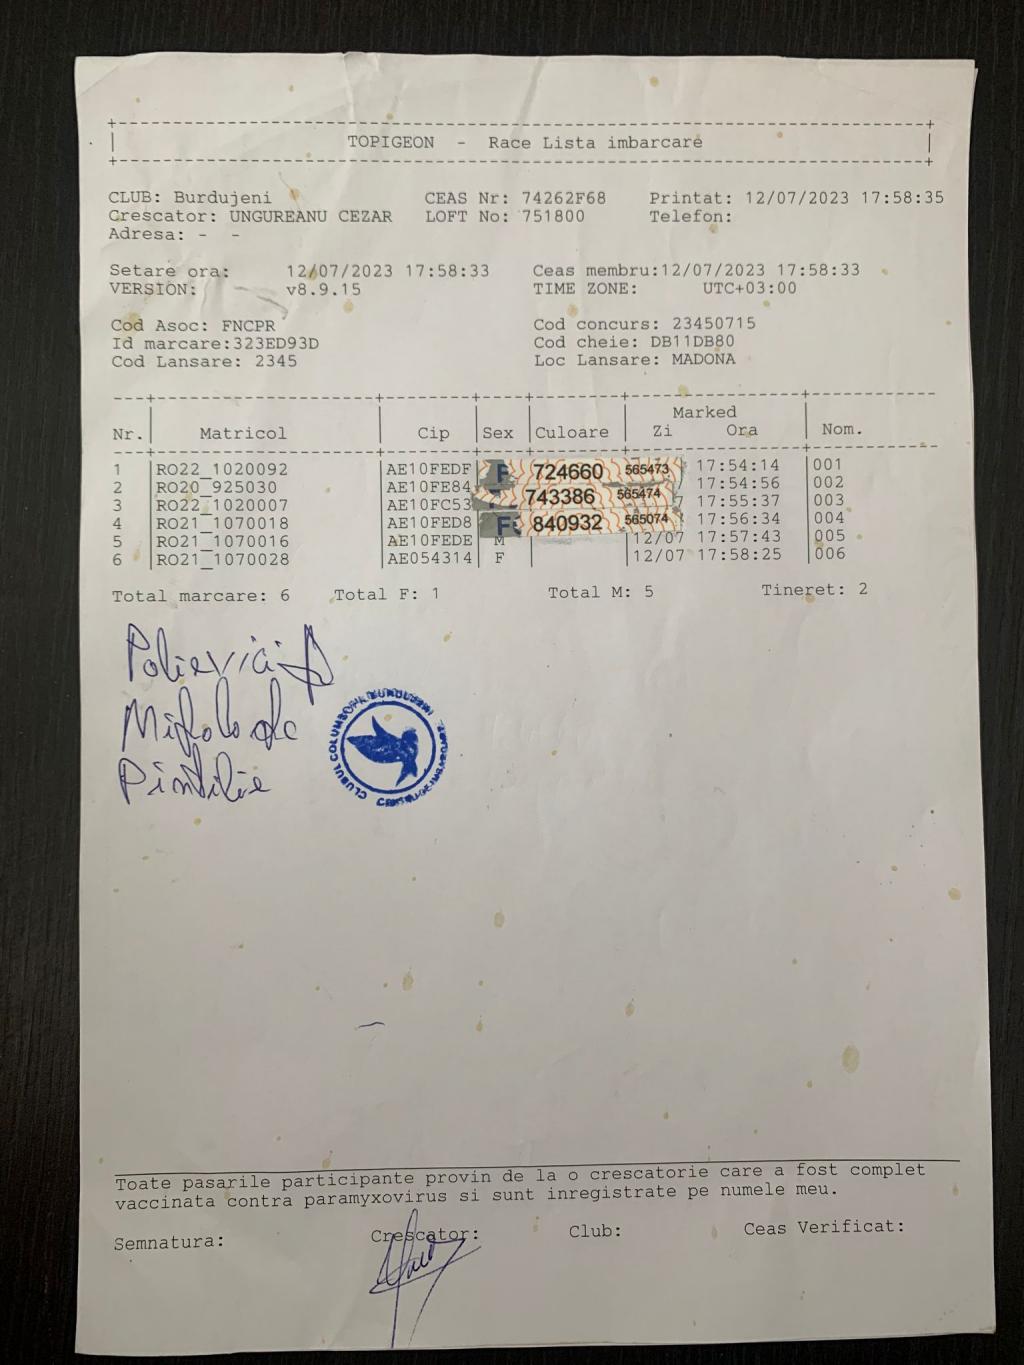 TOPIGEON - Race Lista imbarcare
CLUB: Burdujeni CEAS Nr: 74262F68 Printat: 12/07/2023 17:58:35
Crescator: UNGUREANU CEZAR LOFT No: 751800 Telefon:
Adresa: - -
Setare ora: 12/07/2023 17:58:33 Ceas membru:12/07/2023 17:58:33
VERSION: v8.9.15 TIME ZONE: UTC+03:00
Cod Asoc: FNCPR Cod concurs: 23450715
Id marcare:323ED93D Cod cheie: DB11DB80
Cod Lansare: 2345 Loc Lansare: MADONA
Marked
Nr. Matricol Cip Sex Culoare Zi Ora Nom.
1 RO22_1020092 AE10FEDF 724660 565473 17:54:14 001
2 RO20_925030 AE10FE84 17:54:56 002
3 RO22_1020007 AE10FC53 743386 565474 17:55:37 003
4 RO21_1070018 AE10FED8 840932 565074 17:56:34 004
5 RO21_1070016 AE10FEDE M 12/07 17:57:43 005
6 RO21_1070028 AE054314 F 12/07 17:58:25 006
Total marcare: 6 Total F: 1 Total M: 5 Tineret: 2
Pintilie
CLUBUL COLUMBOFIL BURDUJENI
Toate pasarile participante provin de la o crescatorie care a fost complet
vaccinata contra paramyxovirus si sunt inregistrate pe numele meu.
Semnatura: Crescator: Club: Ceas Verificat: